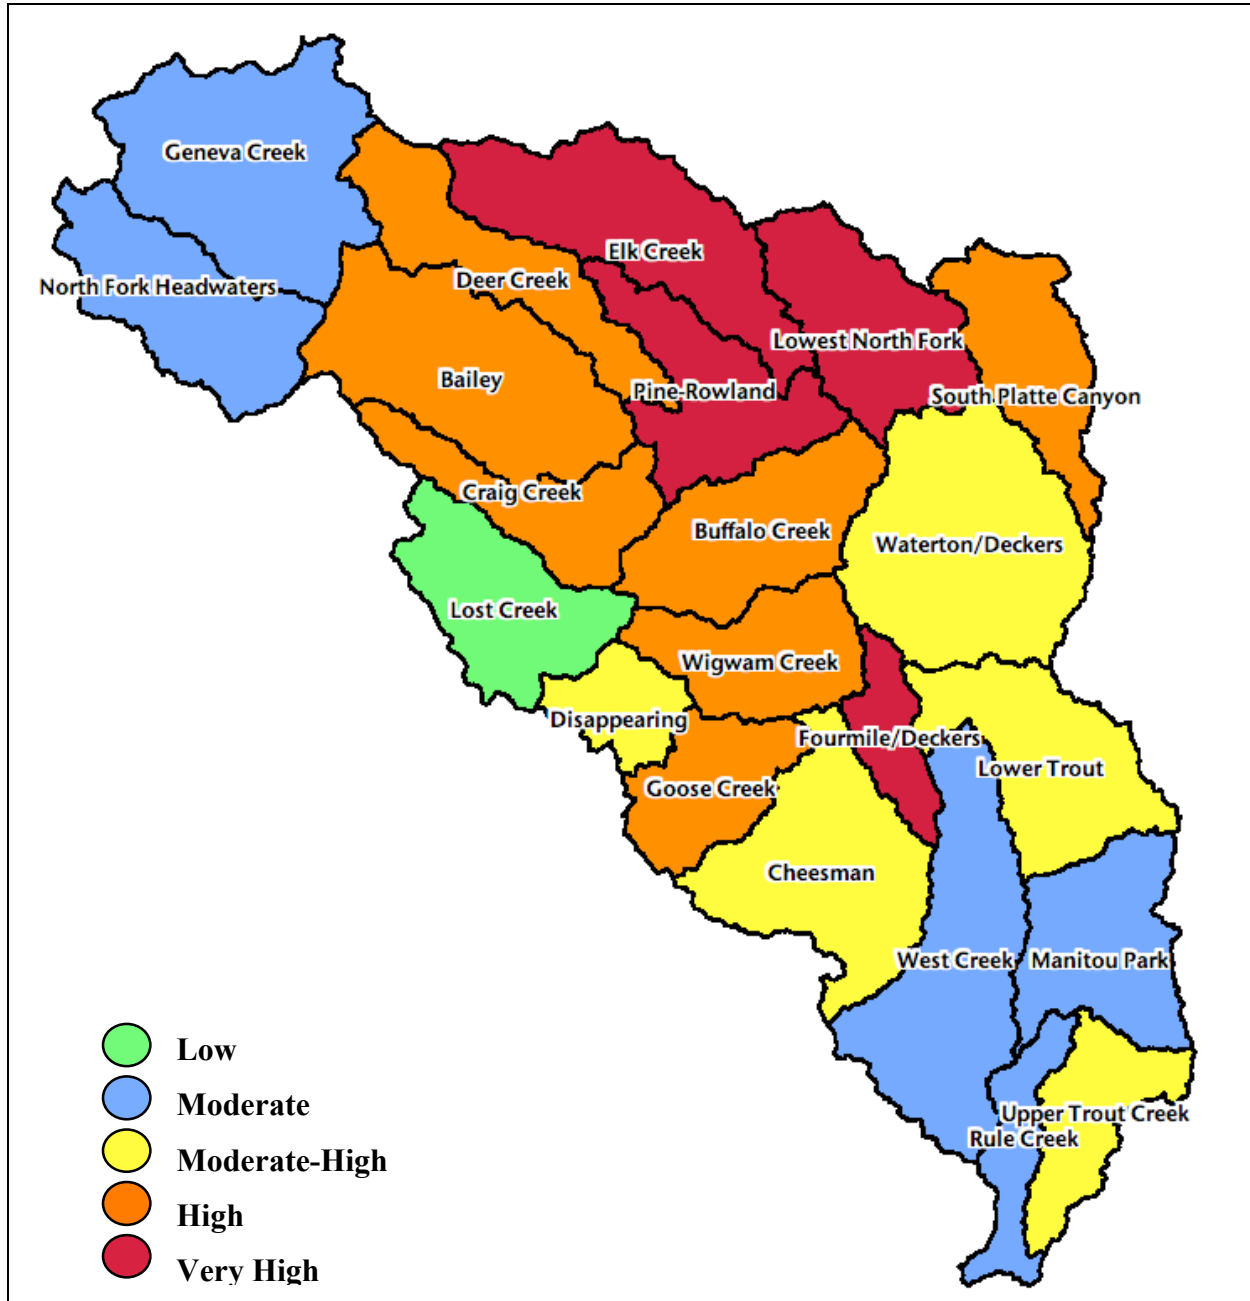 Geneva Creek
Elk Creek
Deer Creek
North Fork Headwaters
Lowest North Fork
Bailey
Pine-Rowland
South Platte Canyon
Craig Creek
Buffalo Creek
Waterton/Deckers
Lost Creek
Wigwam Creek
Disappearing
Fourmile/Deckers
Lower Trout
Goose Creek
Cheesman
West Creek
Manitou Park
Upper Trout Creek
Rule Creek
Low
Moderate
Moderate-High
High
Very High